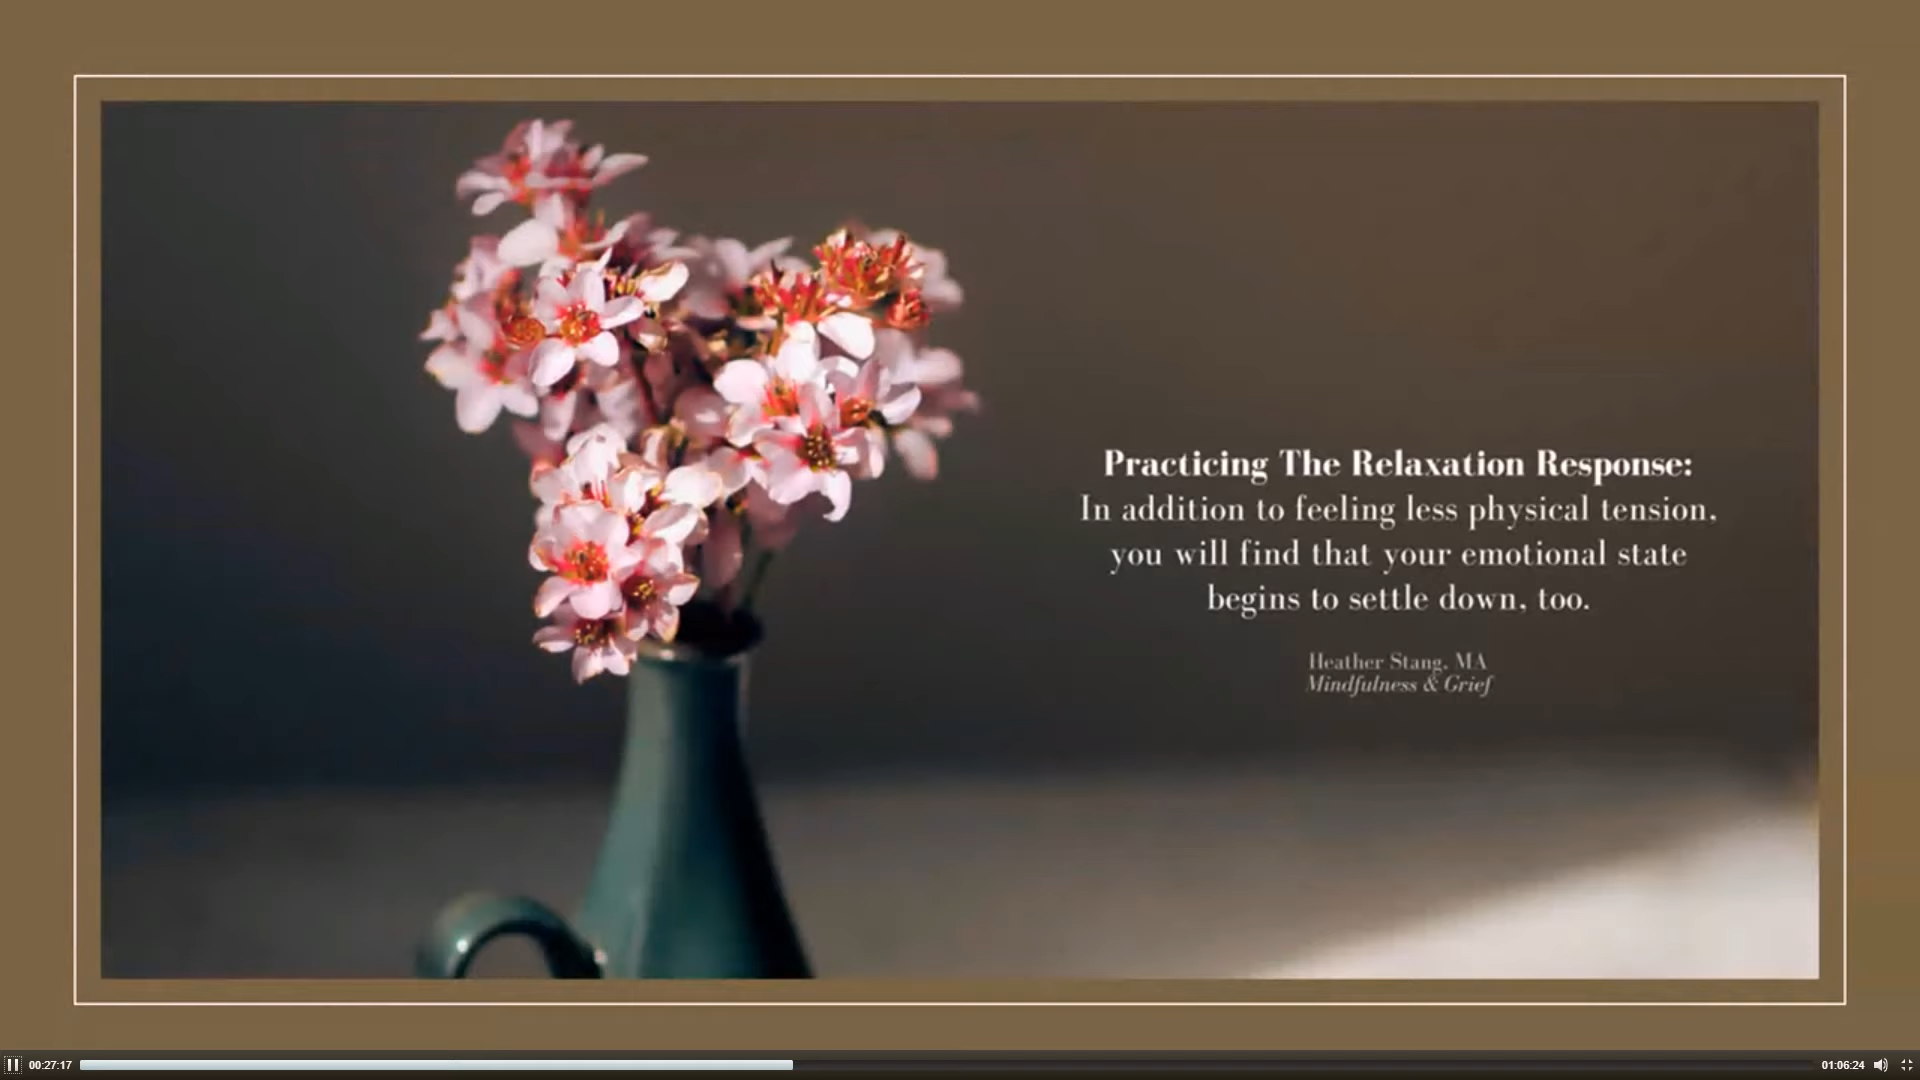 Practicing The Relaxation Response:
In addition to feeling less physical tension,
you will find that your emotional state
begins to settle down, too.
Heather Stang, MA
Mindfulness & Grief
00:27:17
01:06:24